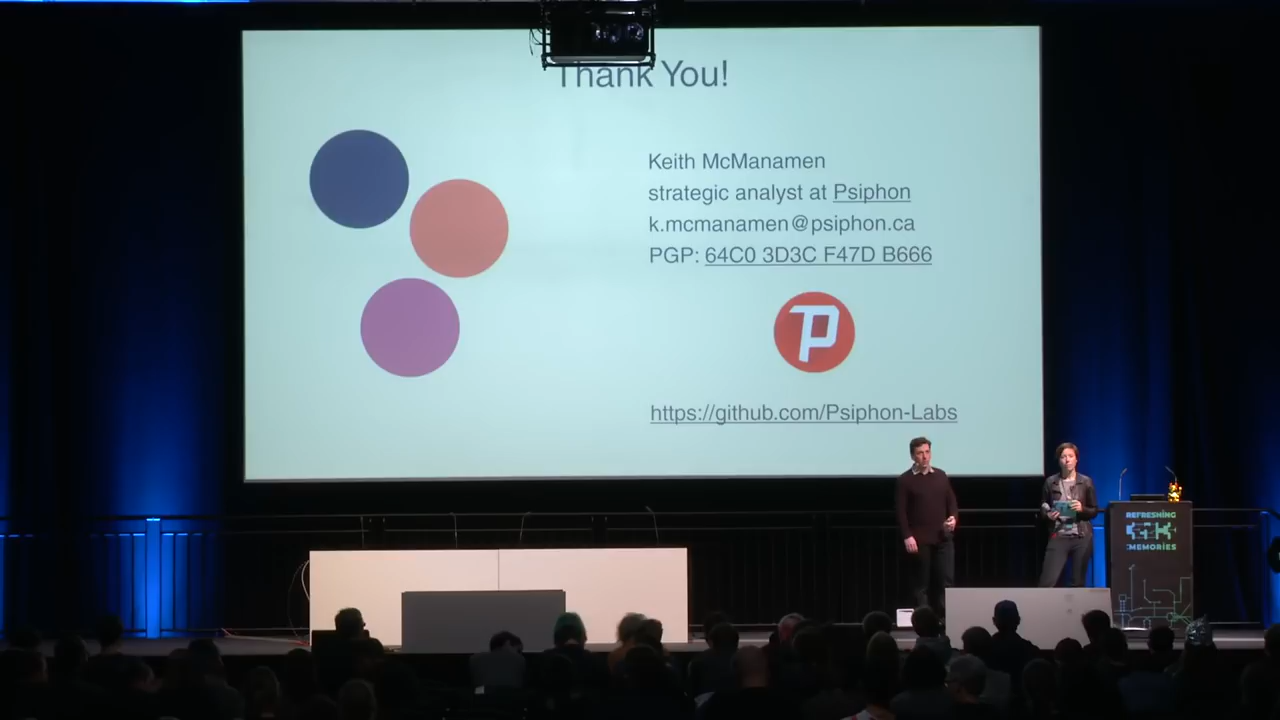 Thank You!
Keith McManamen
strategic analyst at Psiphon
k.mcmanamen@psiphon.ca
PGP: 64C0 3D3C F47D B666
P
https://github.com/Psiphon-Labs
REFRESHING
MEMORIES